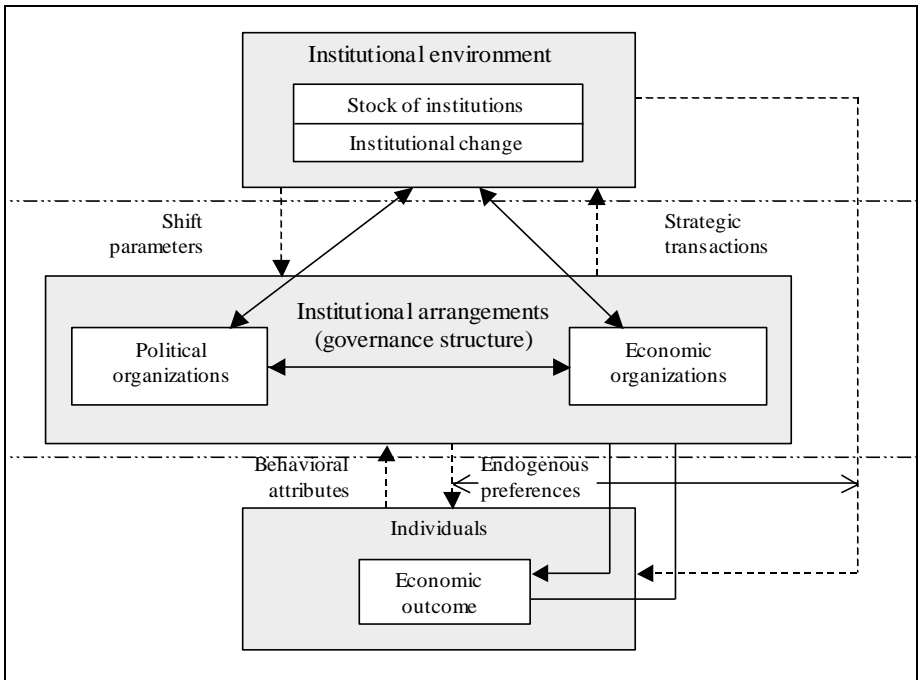 Institutional environment
Stock of institutions
Institutional change
Shift
parameters
Strategic
transactions
Institutional arrangements
(governance structure)
Political
organizations
Economic
organizations
Behavioral
attributes
Endogenous
preferences
Individuals
Economic
outcome